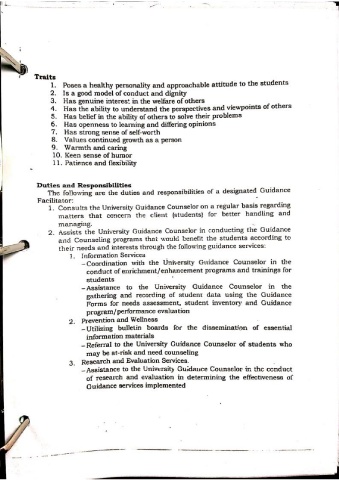 Traits
1. Poses a healthy personality and approachable attitude to the students
2. Is a good model of conduct and dignity
3. Has genuine interest in the welfare of others
4. Has the ability to understand the perspectives and viewpoints of others
5. Has belief in the ability of others to solve their problems
6. Has openness to learning and differing opinions
7. Has strong sense of self-worth
8. Values continued growth as a person
9. Warmth and caring
10. Keen sense of humor
11. Patience and flexibility
Duties and Responsibilities
The following are the duties and responsibilities of a designated Guidance
Facilitator:
1. Consults the University Guidance Counselor on a regular basis regarding
matters that concern the client (students) for better handling and
managing.
2. Assists the University Guidance Counselor in conducting the Guidance
and Counseling programs that would benefit the students according to
their needs and interests through the following guidance services:
1. Information Services
-Coordination with the University Guidance Counselor in the
conduct of enrichment/enhancement programs and trainings for
students
-Assistance to the University Guidance Counselor in the
gathering and recording of student data using the Guidance
Forms for needs assessment, student inventory and Guidance
program/performance evaluation
2. Prevention and Wellness
-Utilizing bulletin boards for the dissemination of essential
information materials
-Referral to the University Guidance Counselor of students who
may be at-risk and need counseling
3. Research and Evaluation Services.
-Assistance to the University Guidance Counselor in the conduct
of research and evaluation in determining the effectiveness of
Guidance services implemented